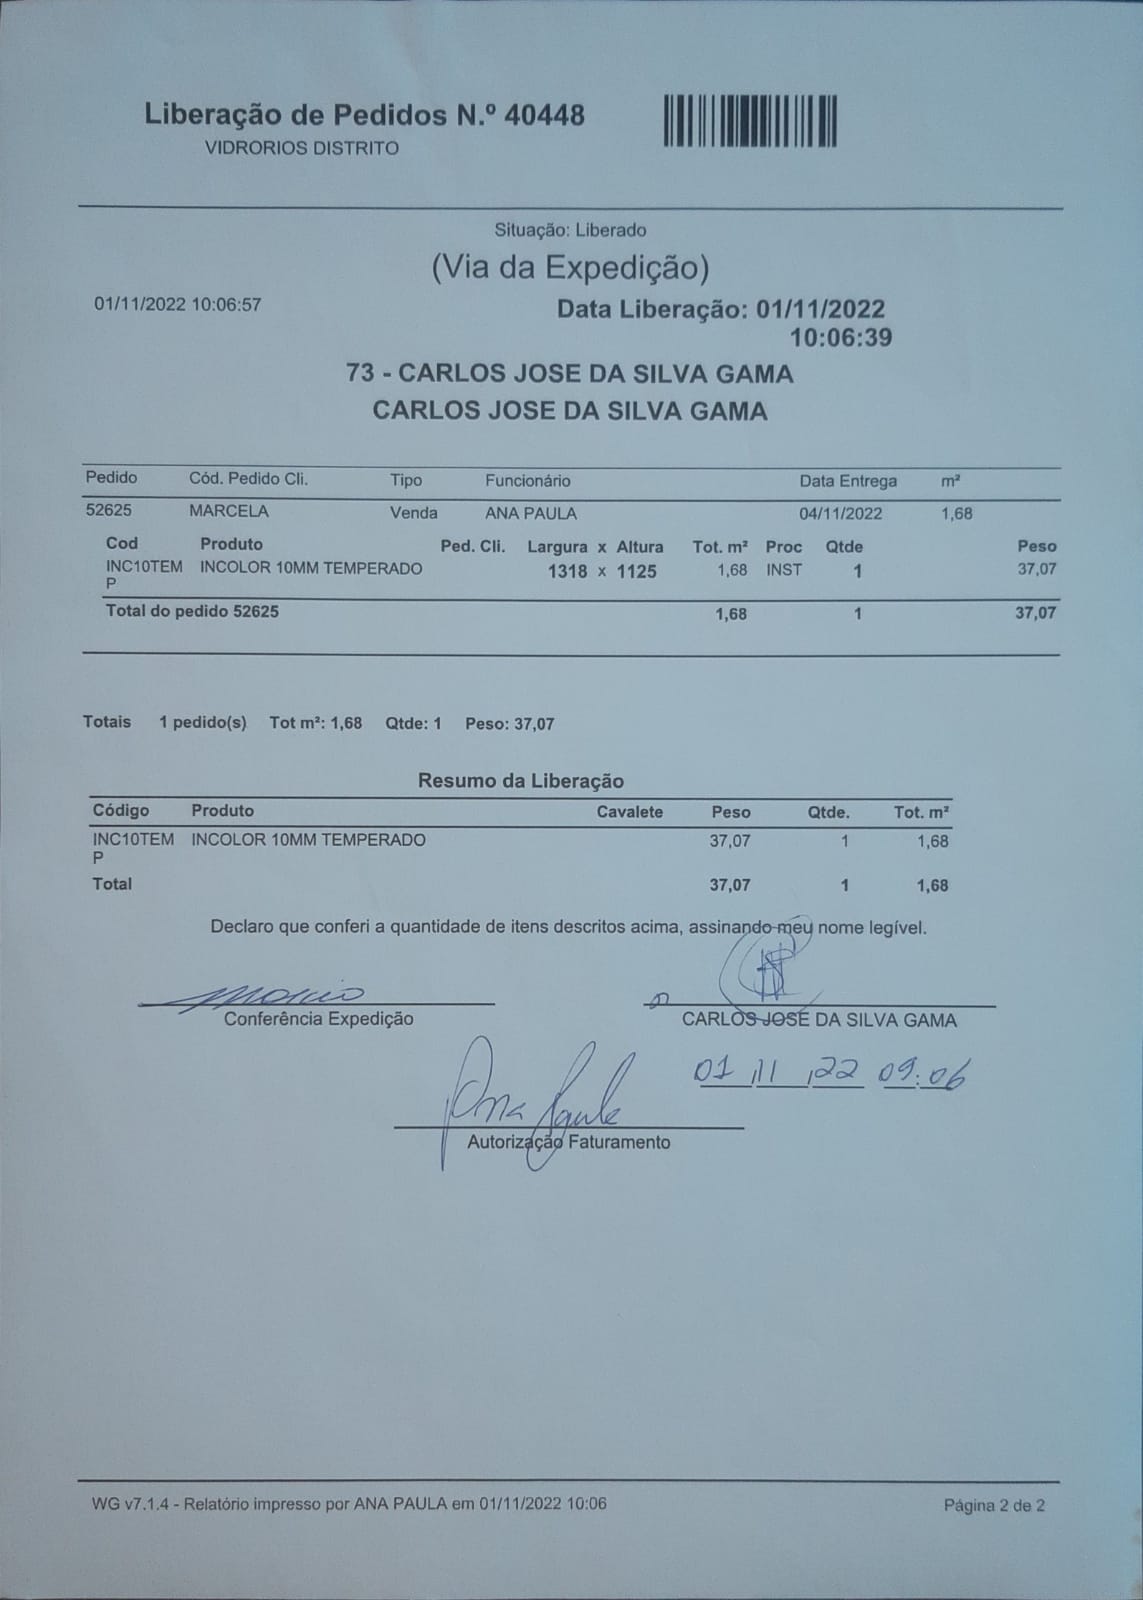 Liberação de Pedidos N.º 40448
VIDRORIOS DISTRITO
Situação: Liberado
(Via da Expedição)
01/11/2022 10:06:57
Data Liberação: 01/11/2022
10:06:39
73 - CARLOS JOSE DA SILVA GAMA
CARLOS JOSE DA SILVA GAMA
Pedido Cód. Pedido Cli. Tipo Funcionário Data Entrega m²
52625 MARCELA Venda ANA PAULA 04/11/2022 1,68
Cod Produto Ped. Cli. Largura x Altura Tot. m² Proc Qtde Peso
INC10TEM INCOLOR 10MM TEMPERADO 1318 x 1125 1,68 INST 1 37,07
P
Total do pedido 52625 1,68 1 37,07
Totais 1 pedido(s) Tot m²: 1,68 Qtde: 1 Peso: 37,07
Resumo da Liberação
Código Produto Cavalete Peso Qtde. Tot. m²
INC10TEM INCOLOR 10MM TEMPERADO 37,07 1 1,68
P
Total 37,07 1 1,68
Declaro que conferi a quantidade de itens descritos acima, assinando meu nome legível.
Conferência Expedição
CARLOS JOSE DA SILVA GAMA
01 11 22 09:06
Ana Paula
Autorização Faturamento
WG v7.1.4 - Relatório impresso por ANA PAULA em 01/11/2022 10:06
Página 2 de 2